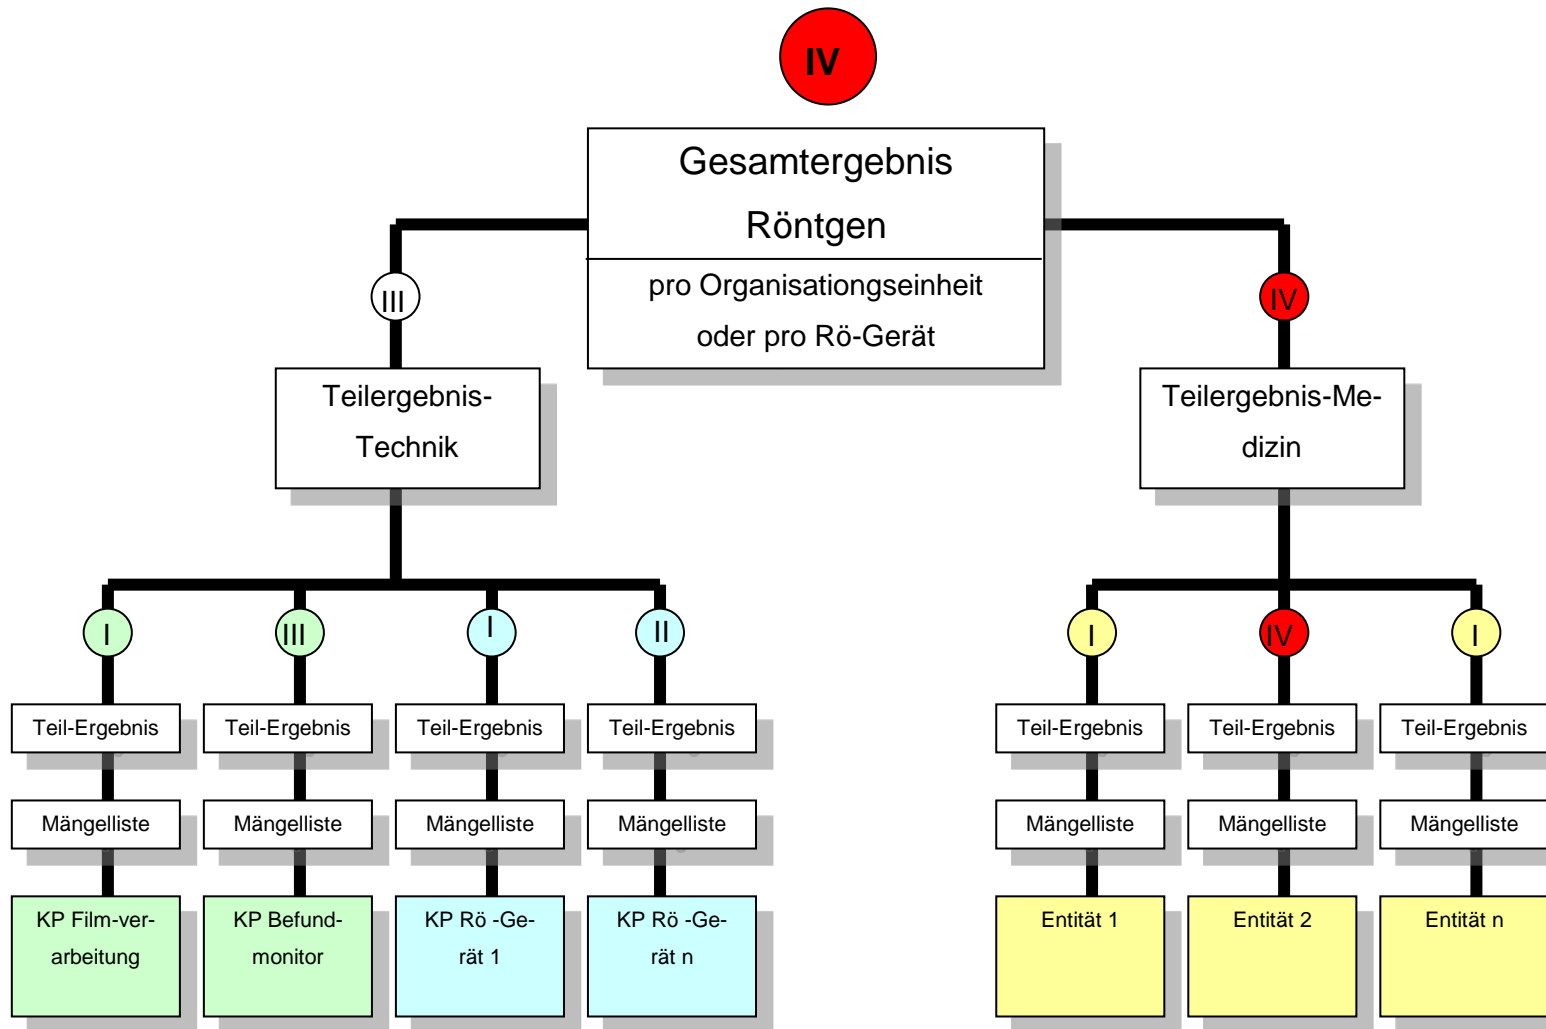 IV
Gesamtergebnis
Röntgen
pro Organisationgseinheit
oder pro Rö-Gerät
III
IV
Teilergebnis-
Technik
Teilergebnis-Me-
dizin
I
III
I
II
I
IV
I
Teil-Ergebnis
Teil-Ergebnis
Teil-Ergebnis
Teil-Ergebnis
Teil-Ergebnis
Teil-Ergebnis
Teil-Ergebnis
Mängelliste
Mängelliste
Mängelliste
Mängelliste
Mängelliste
Mängelliste
Mängelliste
KP Film-ver-
arbeitung
KP Befund-
monitor
KP Rö -Ge-
rät 1
KP Rö -Ge-
rät n
Entität 1
Entität 2
Entität n